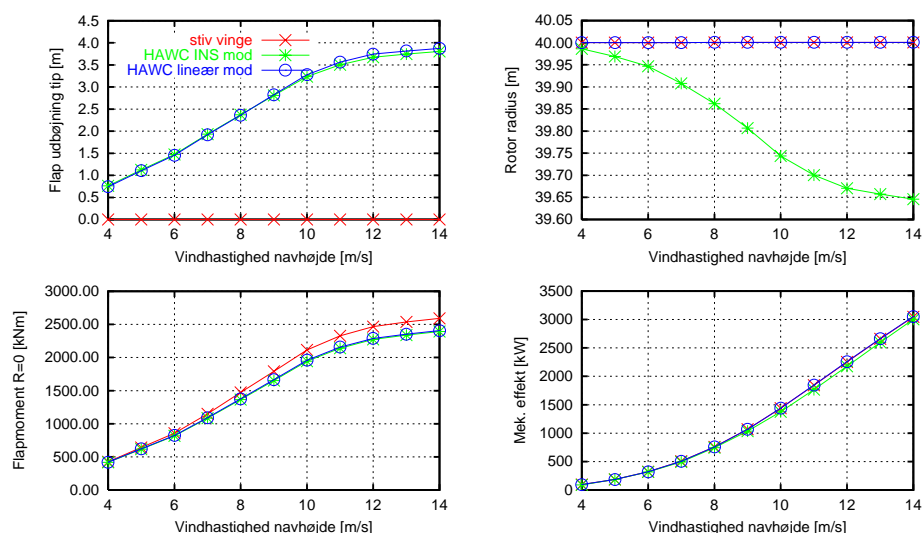 Flap udbøjning tip [m]
4.5
4.0
3.5
3.0
2.5
2.0
1.5
1.0
0.5
0.0
stiv vinge
HAWC INS mod
HAWC lineær mod
4 6 8 10 12 14
Vindhastighed navhøjde [m/s]
Rotor radius [m]
40.05
40.00
39.95
39.90
39.85
39.80
39.75
39.70
39.65
39.60
4 6 8 10 12 14
Vindhastighed navhøjde [m/s]
Flapmoment R=0 [kNm]
3000.00
2500.00
2000.00
1500.00
1000.00
500.00
0.00
4 6 8 10 12 14
Vindhastighed navhøjde [m/s]
Mek. effekt [kW]
3500
3000
2500
2000
1500
1000
500
0
4 6 8 10 12 14
Vindhastighed navhøjde [m/s]